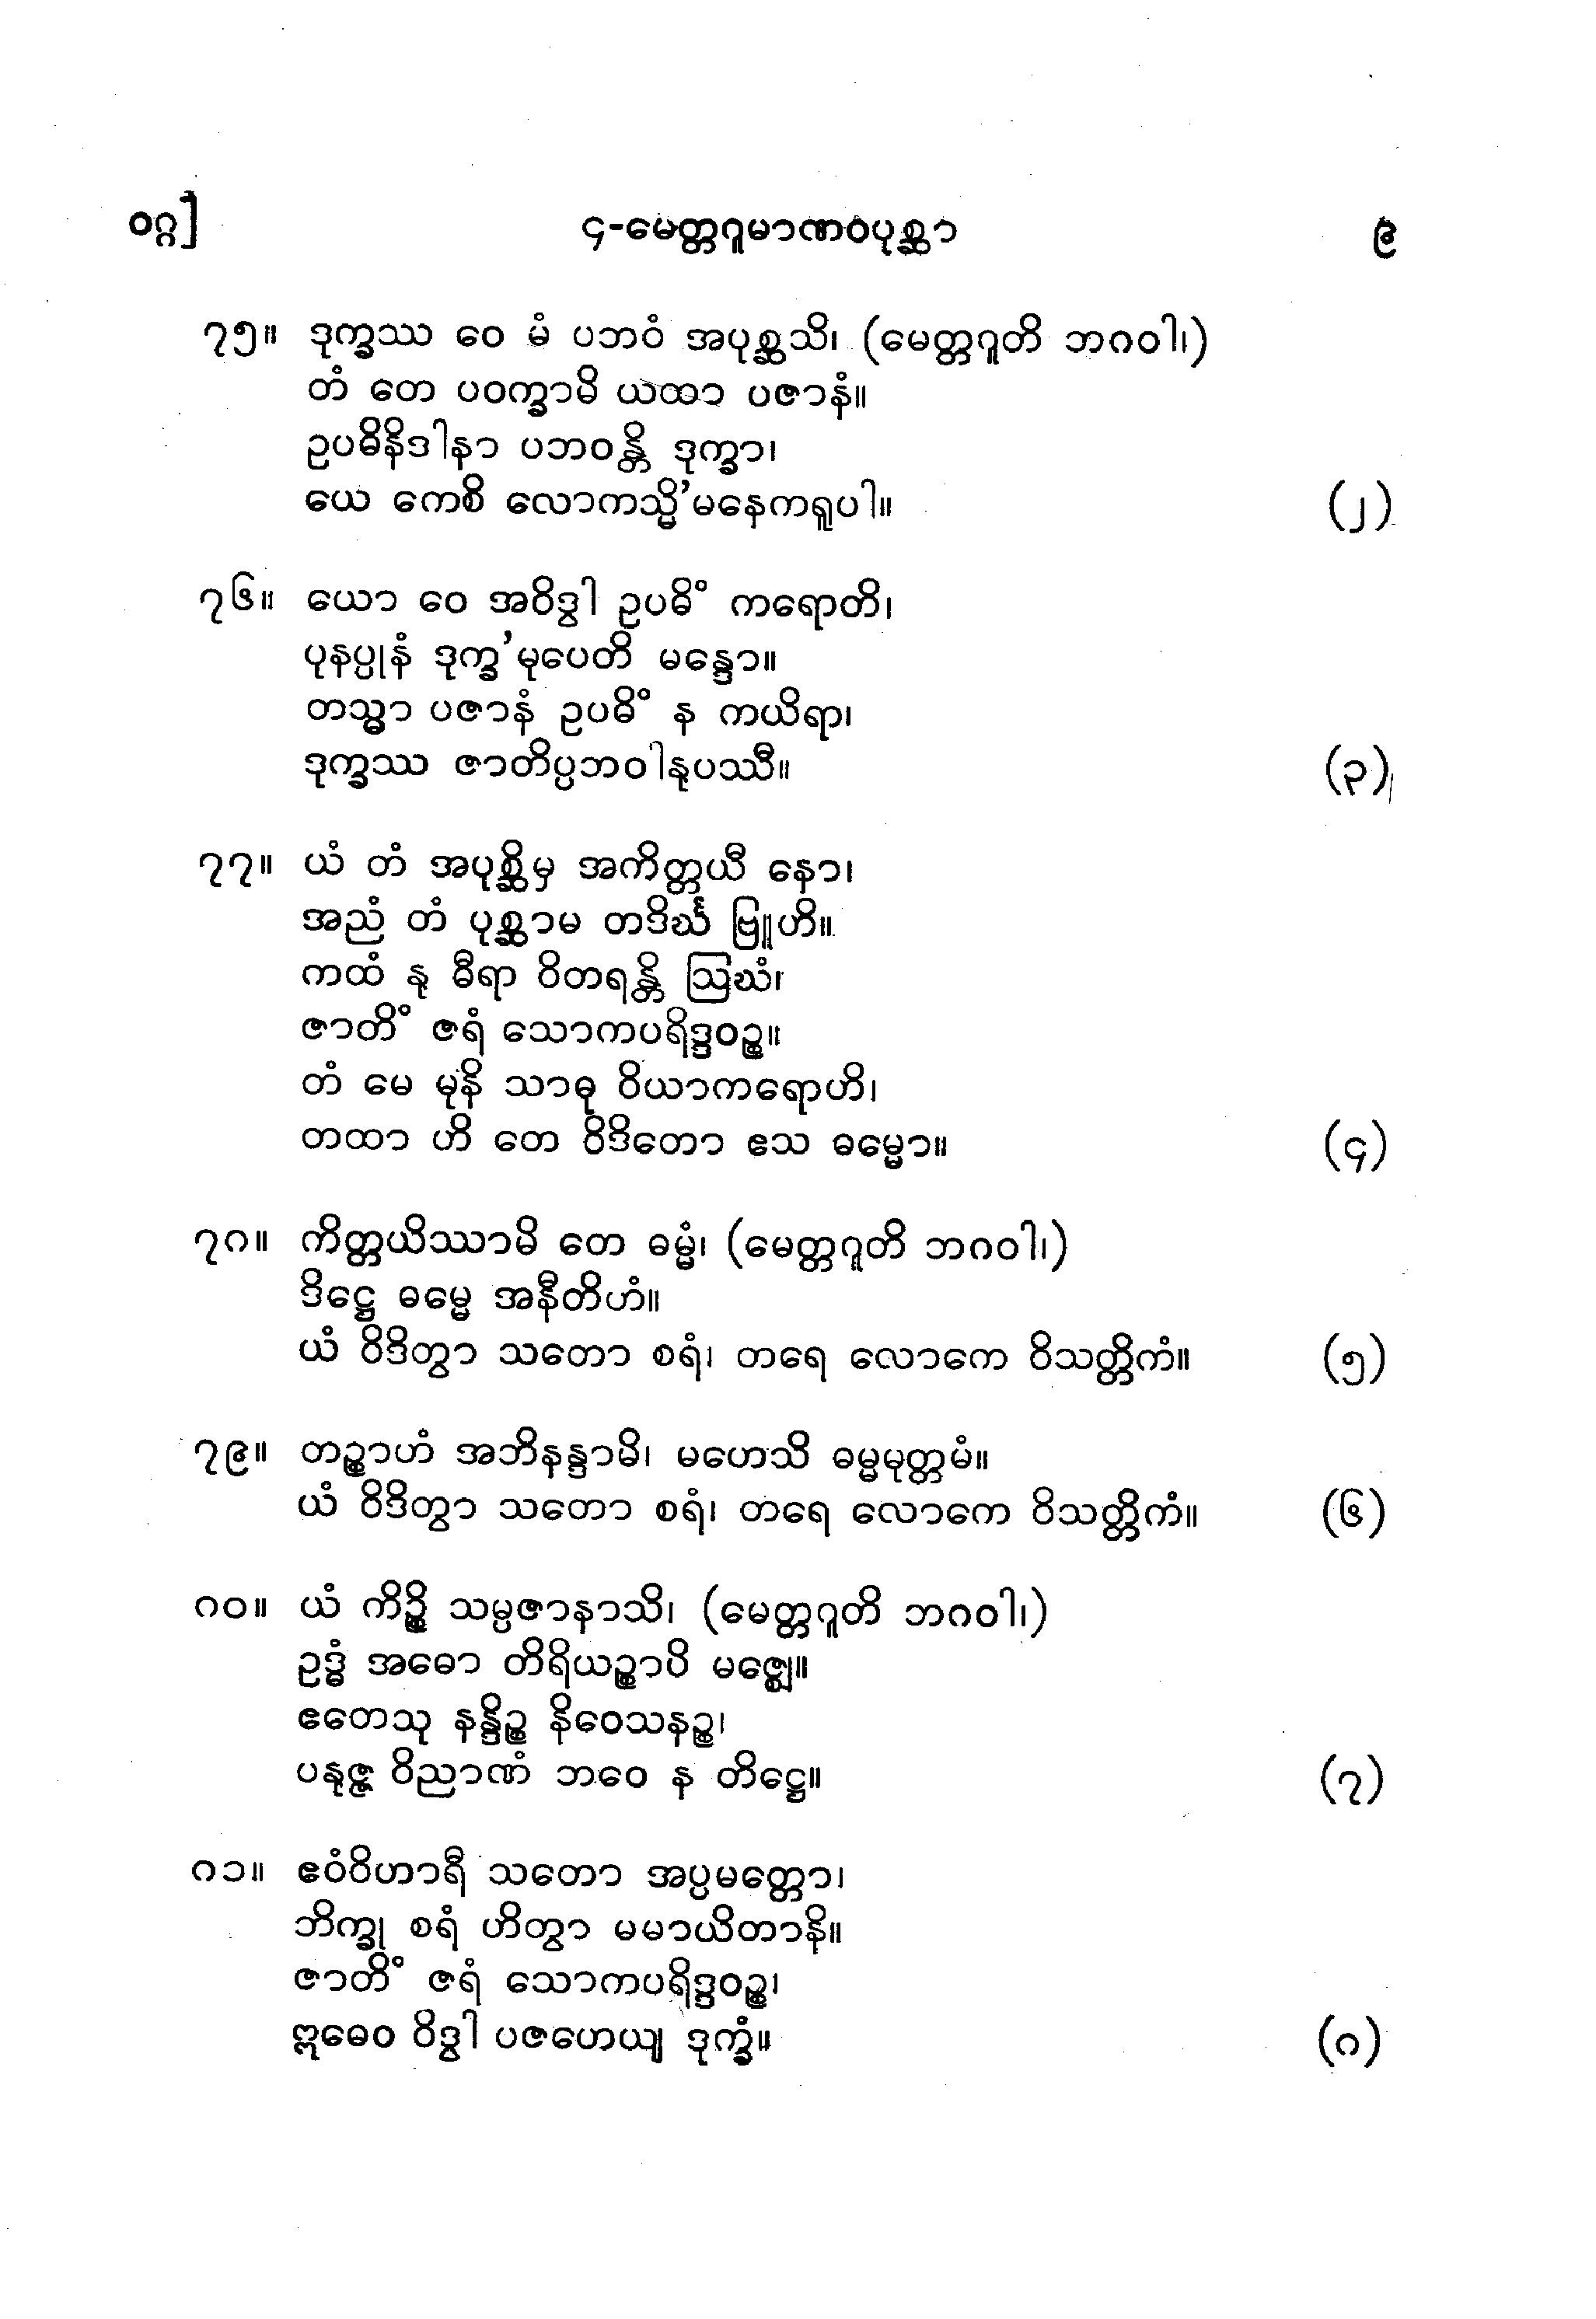 ဝဂ္ဂ]	၄-မေတ္တဂူမာဏဝပုစ္ဆာ	၉
၇၅။ ဒုက္ခဿ ဝေ မံ ပဘဝံ အပုစ္ဆသိ၊ (မေတ္တဂူတိ ဘဂဝါ၊)
တံ တေ ပဝက္ခာမိ ယထာ ပဇာနံ။
ဥပဓိနိဒါနာ ပဘဝန္တိ ဒုက္ခာ၊
ယေ ကေစိ လောကသ္မိ’မနေကရူပါ။ (၂)
၇၆။ ယော ဝေ အဝိဒွါ ဥပဓိံ ကရောတိ၊
ပုနပ္ပုနံ ဒုက္ခ’မုပေတိ မန္ဒော။
တသ္မာ ပဇာနံ ဥပဓိံ န ကယိရာ၊
ဒုက္ခဿ ဇာတိပ္ပဘဝါနုပဿီ။ (၃)
၇၇။ ယံ တံ အပုစ္ဆိမှ အကိတ္တယီ နော၊
အညံ တံ ပုစ္ဆာမ တဒိင်္ဃ ဗြူဟိ။
ကထံ နု ဓီရာ ဝိတရန္တိ ဩဃံ၊
ဇာတိံ ဇရံ သောကပရိဒ္ဒဝဉ္စ။
တံ မေ မုနိ သာဓု ဝိယာကရောဟိ၊
တထာ ဟိ တေ ဝိဒိတော ဧသ ဓမ္မော။ (၄)
၇၈။ ကိတ္တယိဿာမိ တေ ဓမ္မံ၊ (မေတ္တဂူတိ ဘဂဝါ၊)
ဒိဋ္ဌေ ဓမ္မေ အနီတိဟံ။
ယံ ဝိဒိတွာ သတော စရံ၊ တရေ လောကေ ဝိသတ္တိကံ။ (၅)
၇၉။ တဉ္စာဟံ အဘိနန္ဒာမိ၊ မဟေသိ ဓမ္မမုတ္တမံ။
ယံ ဝိဒိတွာ သတော စရံ၊ တရေ လောကေ ဝိသတ္တိကံ။ (၆)
၈၀။ ယံ ကိဉ္စိ သမ္ပဇာနာသိ၊ (မေတ္တဂူတိ ဘဂဝါ၊)
ဥဒ္ဓံ အဓော တိရိယဉ္စာပိ မဇ္ဈေ။
ဧတေသု နန္ဒိဉ္စ နိဝေသနဉ္စ၊
ပနုဇ္ဇ ဝိညာဏံ ဘဝေ န တိဋ္ဌေ။ (၇)
၈၁။ ဧဝံဝိဟာရီ သတော အပ္ပမတ္တော၊
ဘိက္ခု စရံ ဟိတွာ မမာယိတာနိ။
ဇာတိံ ဇရံ သောကပရိဒ္ဒဝဉ္စ၊
ဣဓေဝ ဝိဒွါ ပဇဟေယျ ဒုက္ခံ။ (၈)